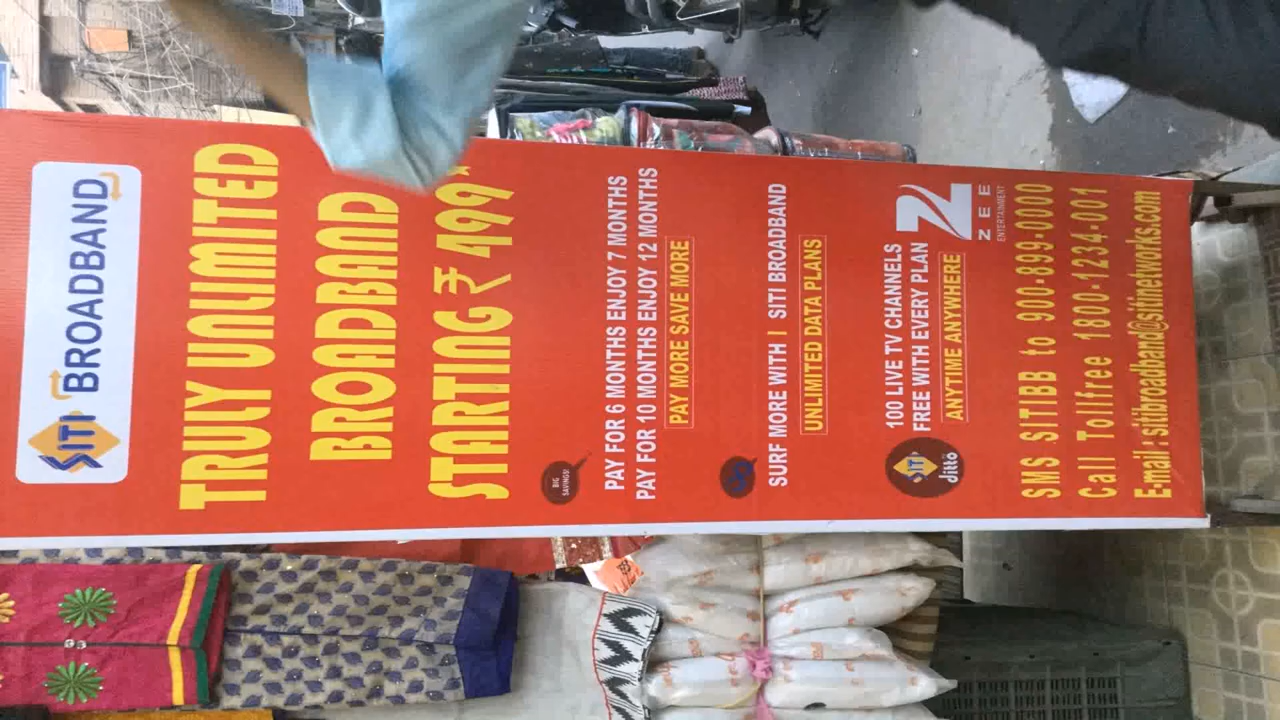 SITI BROADBAND
TRULY UNLIMITED
BROADBAND
STARTING ₹ 499*
BIG
SAVINGS!
PAY FOR 6 MONTHS ENJOY 7 MONTHS
PAY FOR 10 MONTHS ENJOY 12 MONTHS
PAY MORE SAVE MORE
SURF MORE WITH I SITI BROADBAND
UNLIMITED DATA PLANS
SITI
ditto
100 LIVE TV CHANNELS
FREE WITH EVERY PLAN
ANYTIME ANYWHERE
ZEE
ENTERTAINMENT
SMS SITIBB to 900-899-0000
Call Tollfree 1800-1234-001
E-mail : sitibroadband@sitinetworks.com